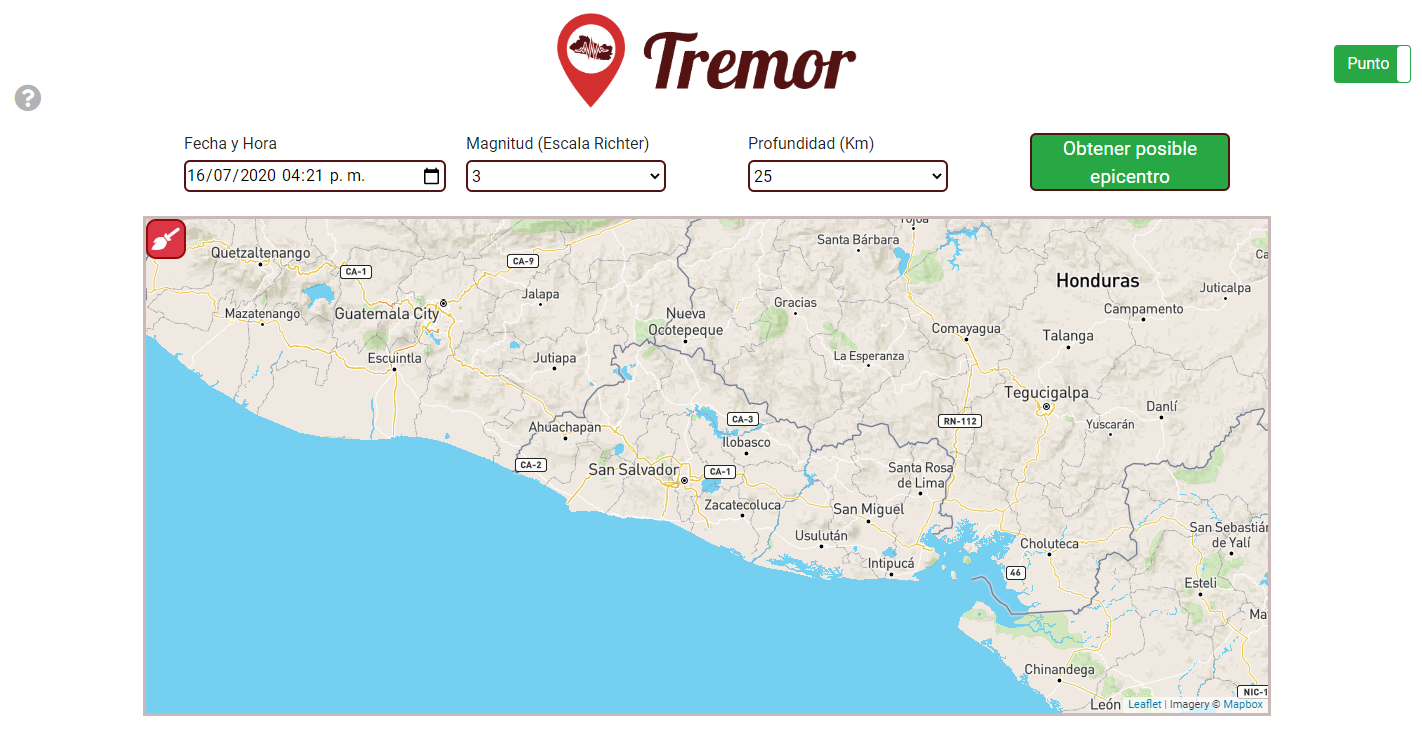 Tremor
Punto
?
Fecha y Hora
Magnitud (Escala Richter)
Profundidad (Km)
Obtener posible
epicentro
16/07/2020 04:21 p. m.
3
25
Tojoa
Santa Bárbara
Quetzaltenango
CA-9
CA-1
Honduras
Juticalpa
Jalapa
Gracias
Campamento
Mazatenango
Guatemala City
Nueva
Ocotepeque
Comayagua
Talanga
Escuintla
Jutiapa
La Esperanza
Tegucigalpa
Danlí
CA-3
RN-112
Yuscarán
Ahuachapan
Ilobasco
CA-2
San Salvador
CA-1
Santa Rosa
de Lima
Zacatecoluca
San Miguel
San Sebastián
de Yalí
Usulután
Choluteca
Intipucá
46
Esteli
Ma
Chinandega
NIC-1
León
Leaflet | Imagery © Mapbox